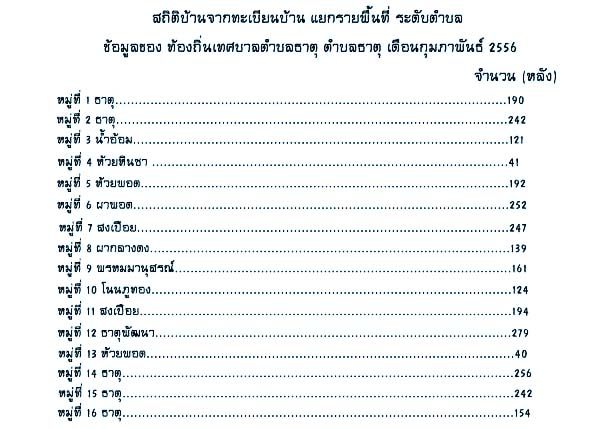 สถิติบ้านจากทะเบียนบ้าน แยกรายพื้นที่ ระดับตำบล
ข้อมูลของ ท้องถิ่นเทศบาลตำบลธาตุ ตำบลธาตุ เดือนกุมภาพันธ์ 2556
จำนวน (หลัง)
หมู่ที่ 1 ธาตุ.....190
หมู่ที่ 2 ธาตุ.....242
หมู่ที่ 3 น้ำอ้อม.....121
หมู่ที่ 4 ห้วยหินซา .....41
หมู่ที่ 5 ห้วยพอต.....192
หมู่ที่ 6 ผาพอต.....252
หมู่ที่ 7 สงเปือย.....247
หมู่ที่ 8 ผากลางดง.....139
หมู่ที่ 9 พรหมมานุสรณ์.....161
หมู่ที่ 10 โนนภูทอง.....124
หมู่ที่ 11 สงเปือย.....194
หมู่ที่ 12 ธาตุพัฒนา.....279
หมู่ที่ 13 ห้วยพอต.....40
หมู่ที่ 14 ธาตุ.....256
หมู่ที่ 15 ธาตุ.....242
หมู่ที่ 16 ธาตุ.....154